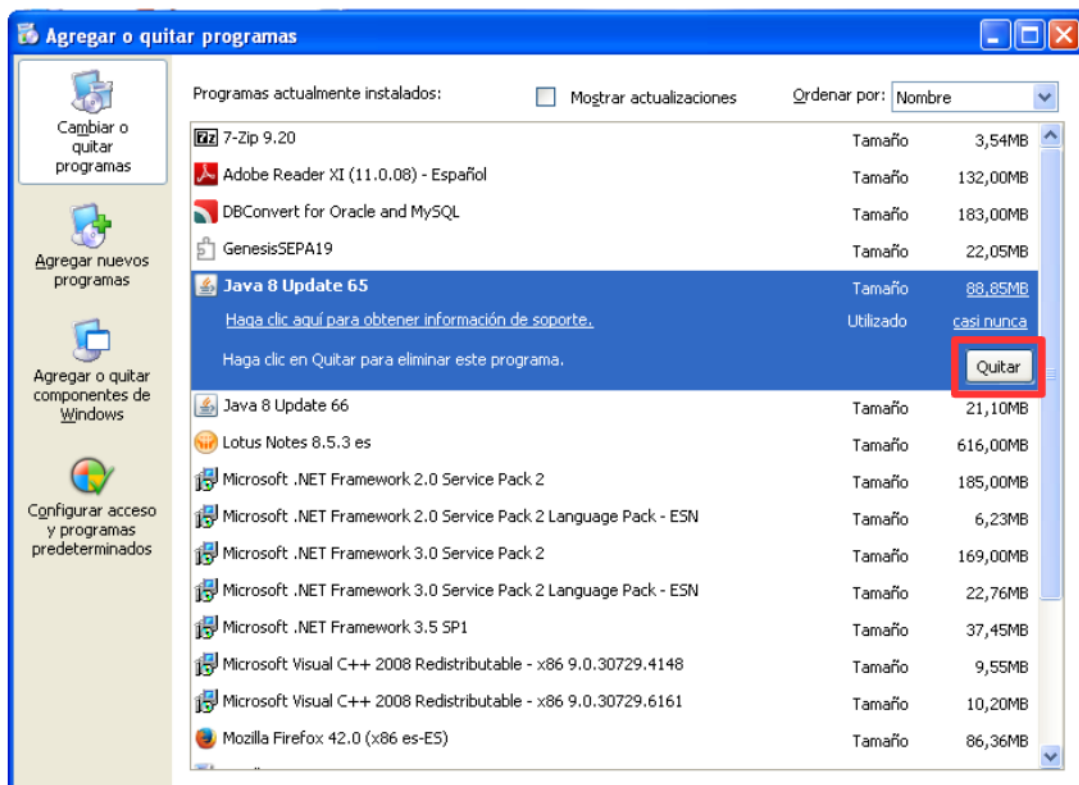 Agregar o quitar programas
Cambiar o
quitar
programas
Agregar nuevos
programas
Agregar o quitar
componentes de
Windows
Configurar acceso
y programas
predeterminados
Programas actualmente instalados: Mostrar actualizaciones Ordenar por: Nombre
7-Zip 9.20 Tamaño 3,54MB
Adobe Reader XI (11.0.08) - Español Tamaño 132,00MB
DBConvert for Oracle and MySQL Tamaño 183,00MB
GenesisSEPA19 Tamaño 22,05MB
Java 8 Update 65 Tamaño 88,85MB
Haga clic aquí para obtener información de soporte. Utilizado casi nunca
Haga clic en Quitar para eliminar este programa. Quitar
Java 8 Update 66 Tamaño 21,10MB
Lotus Notes 8.5.3 es Tamaño 616,00MB
Microsoft .NET Framework 2.0 Service Pack 2 Tamaño 185,00MB
Microsoft .NET Framework 2.0 Service Pack 2 Language Pack - ESN Tamaño 6,23MB
Microsoft .NET Framework 3.0 Service Pack 2 Tamaño 169,00MB
Microsoft .NET Framework 3.0 Service Pack 2 Language Pack - ESN Tamaño 22,76MB
Microsoft .NET Framework 3.5 SP1 Tamaño 37,45MB
Microsoft Visual C++ 2008 Redistributable - x86 9.0.30729.4148 Tamaño 9,55MB
Microsoft Visual C++ 2008 Redistributable - x86 9.0.30729.6161 Tamaño 10,20MB
Mozilla Firefox 42.0 (x86 es-ES) Tamaño 86,36MB